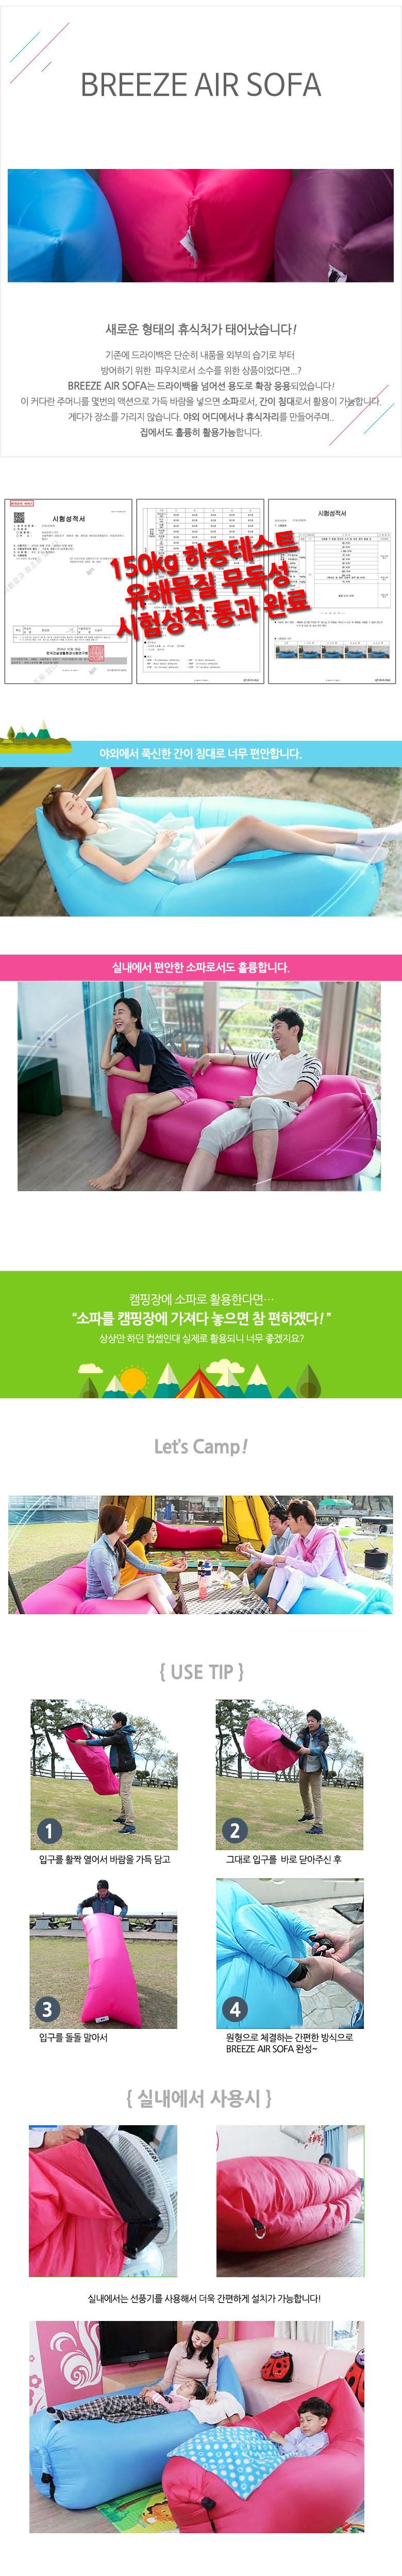 BREEZE AIR SOFA
새로운 형태의 휴식처가 태어났습니다!
기존에 드라이백은 단순히 내품을 외부의 습기로 부터
방어하기 위한 파우치로서 소수를 위한 상품이었다면...?
BREEZE AIR SOFA는 드라이백을 넘어선 용도로 확장 응용되었습니다!
이 커다란 주머니를 몇번의 액션으로 가득 바람을 넣으면 소파로서, 간이 침대로서 활용이 가능합니다.
게다가 장소를 가리지 않습니다. 야외 어디에서나 휴식자리를 만들어주며..
집에서도 훌륭히 활용가능합니다.
시험성적서
시험성적서
150kg 하중테스트
유해물질 무독성
시험성적 통과 완료
야외에서 푹신한 간이 침대로 너무 편안합니다.
실내에서 편안한 소파로서도 훌륭합니다.
캠핑장에 소파로 활용한다면...
"소파를 캠핑장에 가져다 놓으면 참 편하겠다!"
상상만 하던 컵셉인대 실제로 활용되니 너무 좋겠지요?
Let's Camp!
{ USE TIP }
1
2
입구를 활짝 열어서 바람을 가득 담고
그대로 입구를 바로 닫아주신 후
3
4
입구를 돌돌 말아서
원형으로 체결하는 간편한 방식으로
BREEZE AIR SOFA 완성~
{ 실내에서 사용시 }
실내에서는 선풍기를 사용해서 더욱 간편하게 설치가 가능합니다!